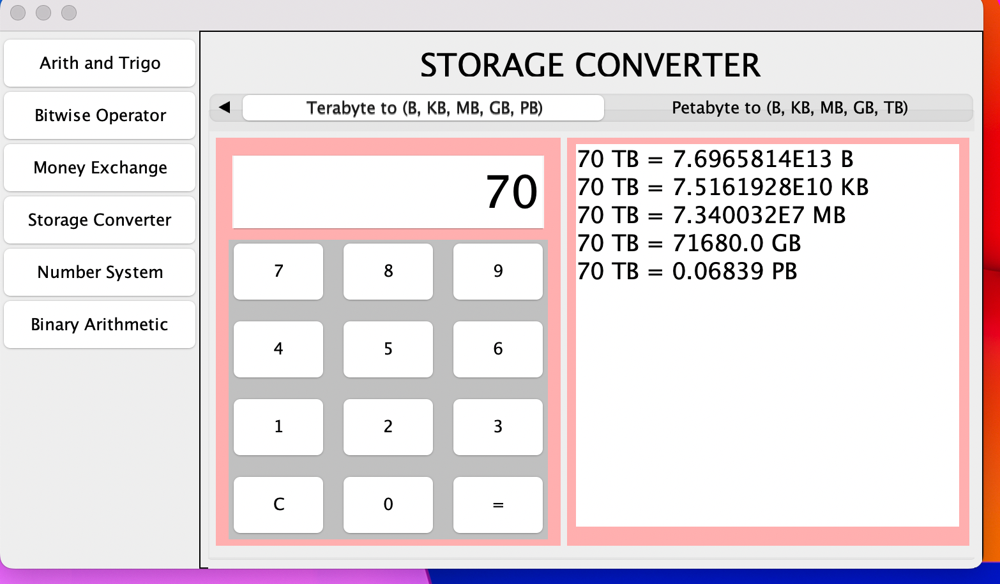 Arith and Trigo
Bitwise Operator
Money Exchange
Storage Converter
Number System
Binary Arithmetic
STORAGE CONVERTER
Terabyte to (B, KB, MB, GB, PB)
Petabyte to (B, KB, MB, GB, TB)
70
7 8 9
4 5 6
1 2 3
C 0 =
70 TB = 7.6965814E13 B
70 TB = 7.5161928E10 KB
70 TB = 7.340032E7 MB
70 TB = 71680.0 GB
70 TB = 0.06839 PB